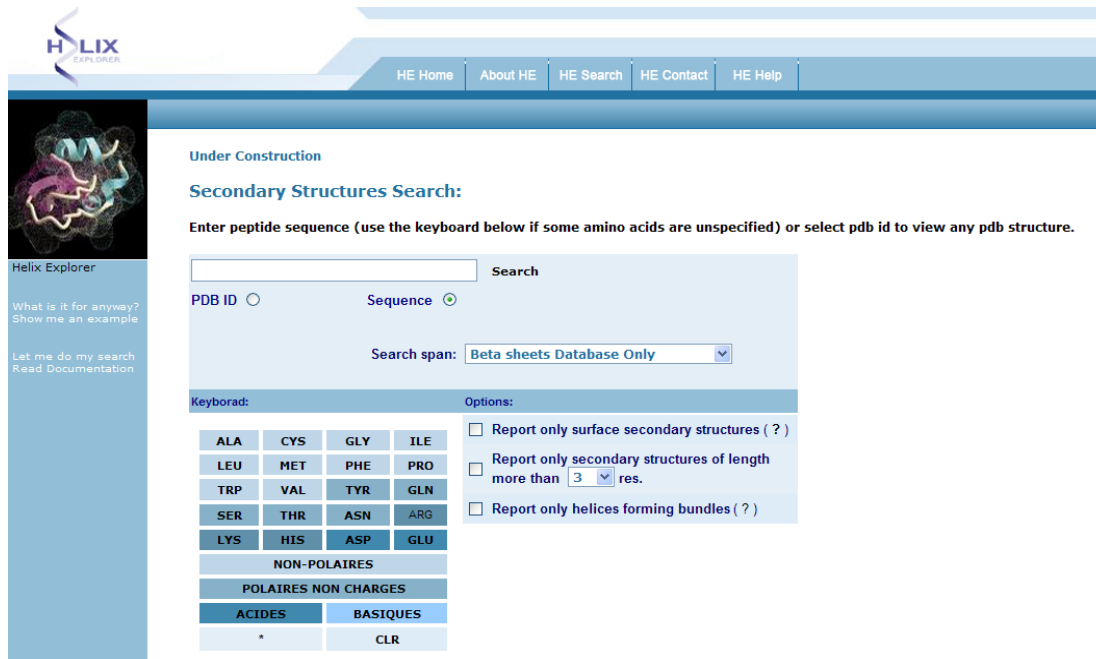 HELIX
EXPLORER
HE Home About HE HE Search HE Contact HE Help
Under Construction
Secondary Structures Search:
Enter peptide sequence (use the keyboard below if some amino acids are unspecified) or select pdb id to view any pdb structure.
Helix Explorer
What is it for anyway?
Show me an example
Let me do my search
Read Documentation
Search
PDB ID Sequence
Search span: Beta sheets Database Only
Keyborad: Options:
ALA CYS GLY ILE
LEU MET PHE PRO
TRP VAL TYR GLN
SER THR ASN ARG
LYS HIS ASP GLU
NON-POLAIRES
POLAIRES NON CHARGES
ACIDES BASIQUES
* CLR
Report only surface secondary structures ( ? )
Report only secondary structures of length
more than 3 res.
Report only helices forming bundles ( ? )